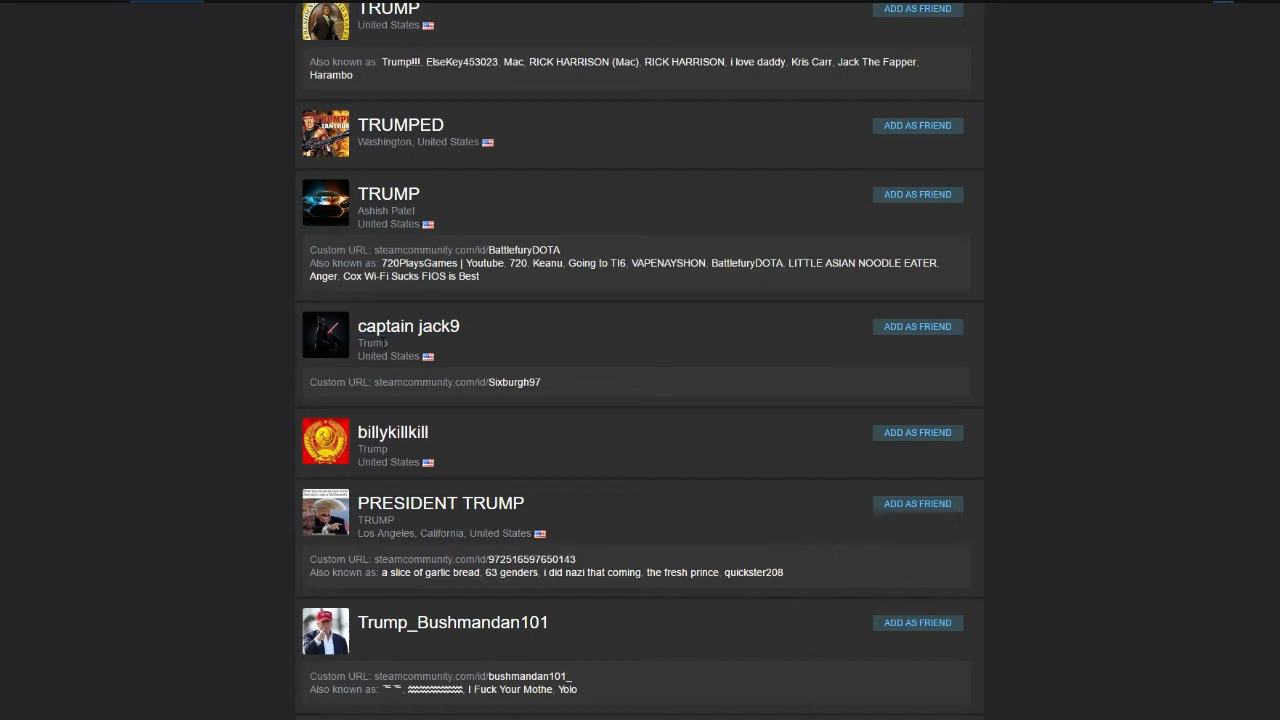 TRUMP
ADD AS FRIEND
United States
Also known as: Trump!!!, ElseKey453023, Mac, RICK HARRISON (Mac), RICK HARRISON, i love daddy, Kris Carr, Jack The Fapper,
Harambo
TRUMPED
ADD AS FRIEND
Washington, United States
TRUMP
ADD AS FRIEND
Ashish Patel
United States
Custom URL: steamcommunity.com/id/BattlefuryDOTA
Also known as: 720PlaysGames | Youtube, 720, Keanu, Going to TI6, VAPENAYSHON, BattlefuryDOTA, LITTLE ASIAN NOODLE EATER,
Anger, Cox Wi-Fi Sucks FIOS is Best
captain jack9
ADD AS FRIEND
Trump
United States
Custom URL: steamcommunity.com/id/Sixburgh97
billykillkill
ADD AS FRIEND
Trump
United States
PRESIDENT TRUMP
ADD AS FRIEND
TRUMP
Los Angeles, California, United States
Custom URL: steamcommunity.com/id/972516597650143
Also known as: a slice of garlic bread, 63 genders, i did nazi that coming, the fresh prince, quickster208
Trump_Bushmandan101
ADD AS FRIEND
Custom URL: steamcommunity.com/id/bushmandan101_
Also known as: I Fuck Your Mothe, Yolo